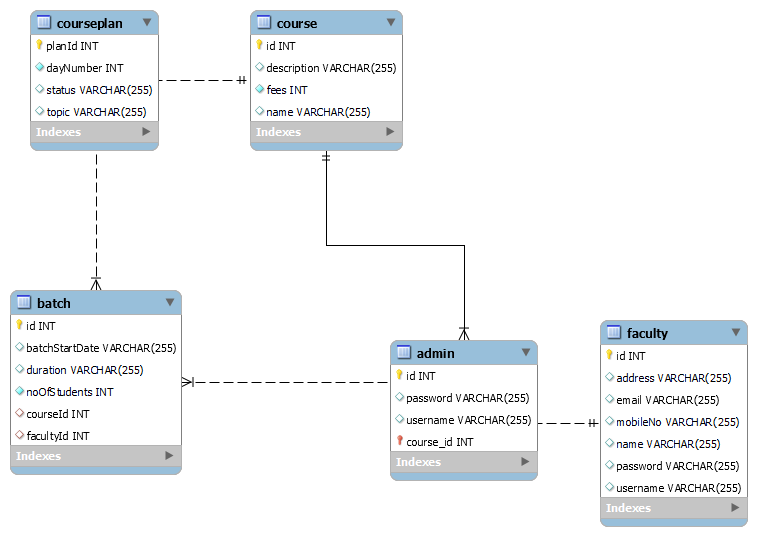 courseplan
planId INT
dayNumber INT
status VARCHAR(255)
topic VARCHAR(255)
Indexes
course
id INT
description VARCHAR(255)
fees INT
name VARCHAR(255)
Indexes
batch
id INT
batchStartDate VARCHAR(255)
duration VARCHAR(255)
noOfStudents INT
courseId INT
facultyId INT
Indexes
admin
id INT
password VARCHAR(255)
username VARCHAR(255)
course_id INT
Indexes
faculty
id INT
address VARCHAR(255)
email VARCHAR(255)
mobileNo VARCHAR(255)
name VARCHAR(255)
password VARCHAR(255)
username VARCHAR(255)
Indexes